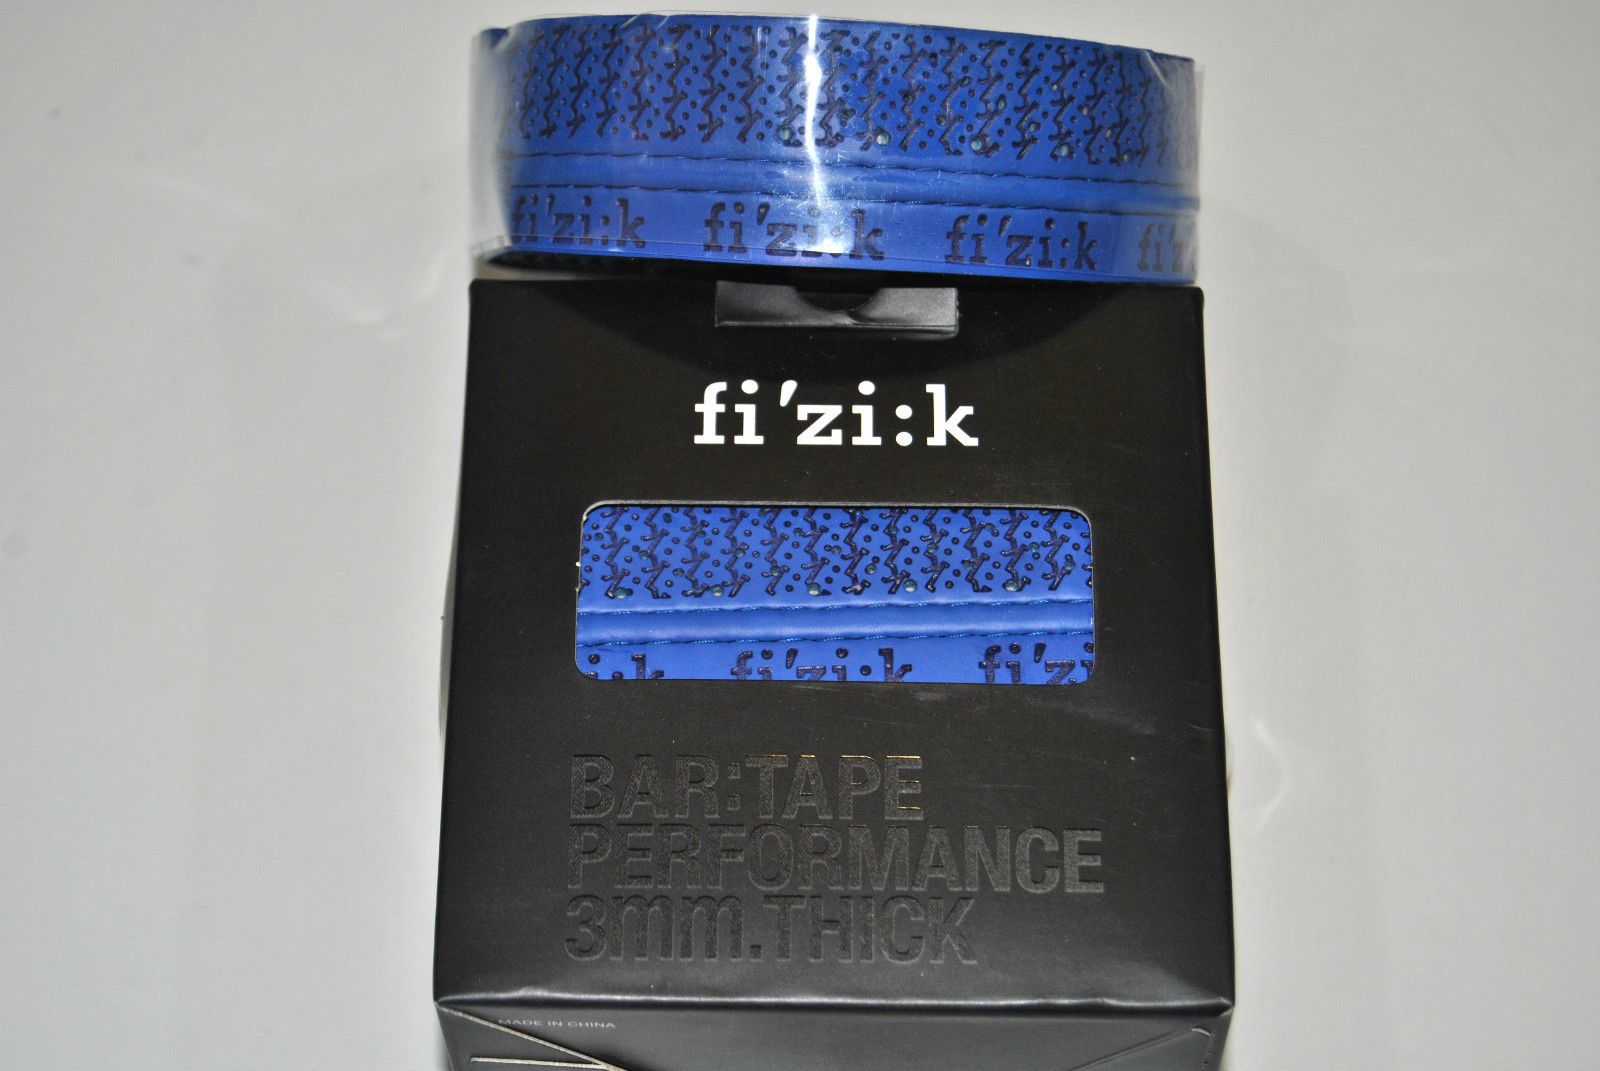 fi'zi:k fi'zi:k fi'zi:k fi'z
fi'zi:k
i:k fi'zi:k fi'zi
BAR:TAPE
PERFORMANCE
3mm.THICK
MADE IN CHINA